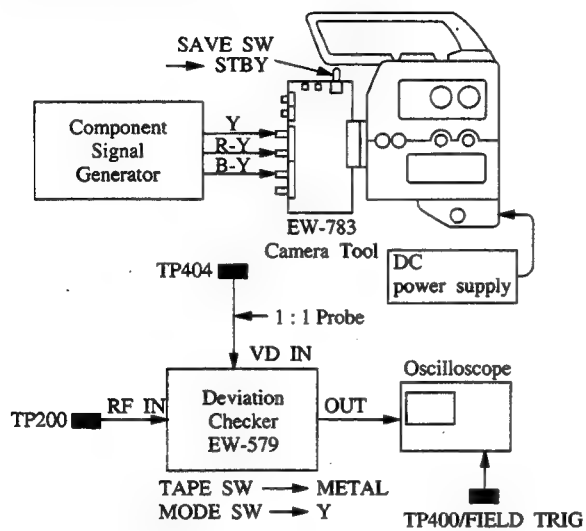 SAVE SW
→ STBY
Component
Signal
Generator
Y
R-Y
B-Y
EW-783
Camera Tool
DC
power supply
TP404
1 : 1 Probe
VD IN
TP200
RF IN
Deviation
Checker
EW-579
OUT
Oscilloscope
TAPE SW → METAL
MODE SW → Y
TP400/FIELD TRIG